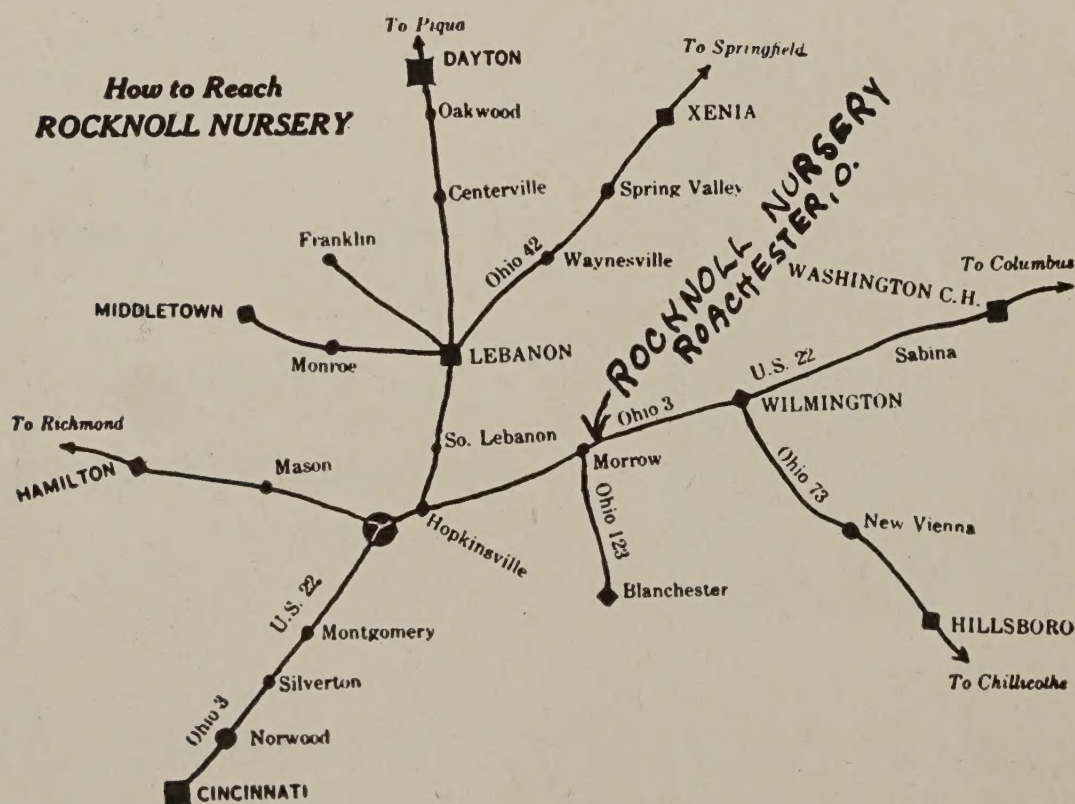 How to Reach
ROCKNOLL NURSERY
To Piqua
DAYTON
Oakwood
Centerville
To Springfield
XENIA
Spring Valley
Waynesville
Ohio 42
Franklin
MIDDLETOWN
Monroe
LEBANON
So. Lebanon
ROCKNOLL NURSERY
ROACHESTER, O.
To Columbus
WASHINGTON C.H.
Sabina
U.S. 22
WILMINGTON
Ohio 3
Morrow
Ohio 73
New Vienna
HILLSBORO
To Chillicothe
Ohio 123
Blanchester
To Richmond
HAMILTON
Mason
Hopkinsville
U.S. 22
Montgomery
Silverton
Ohio 3
Norwood
CINCINNATI